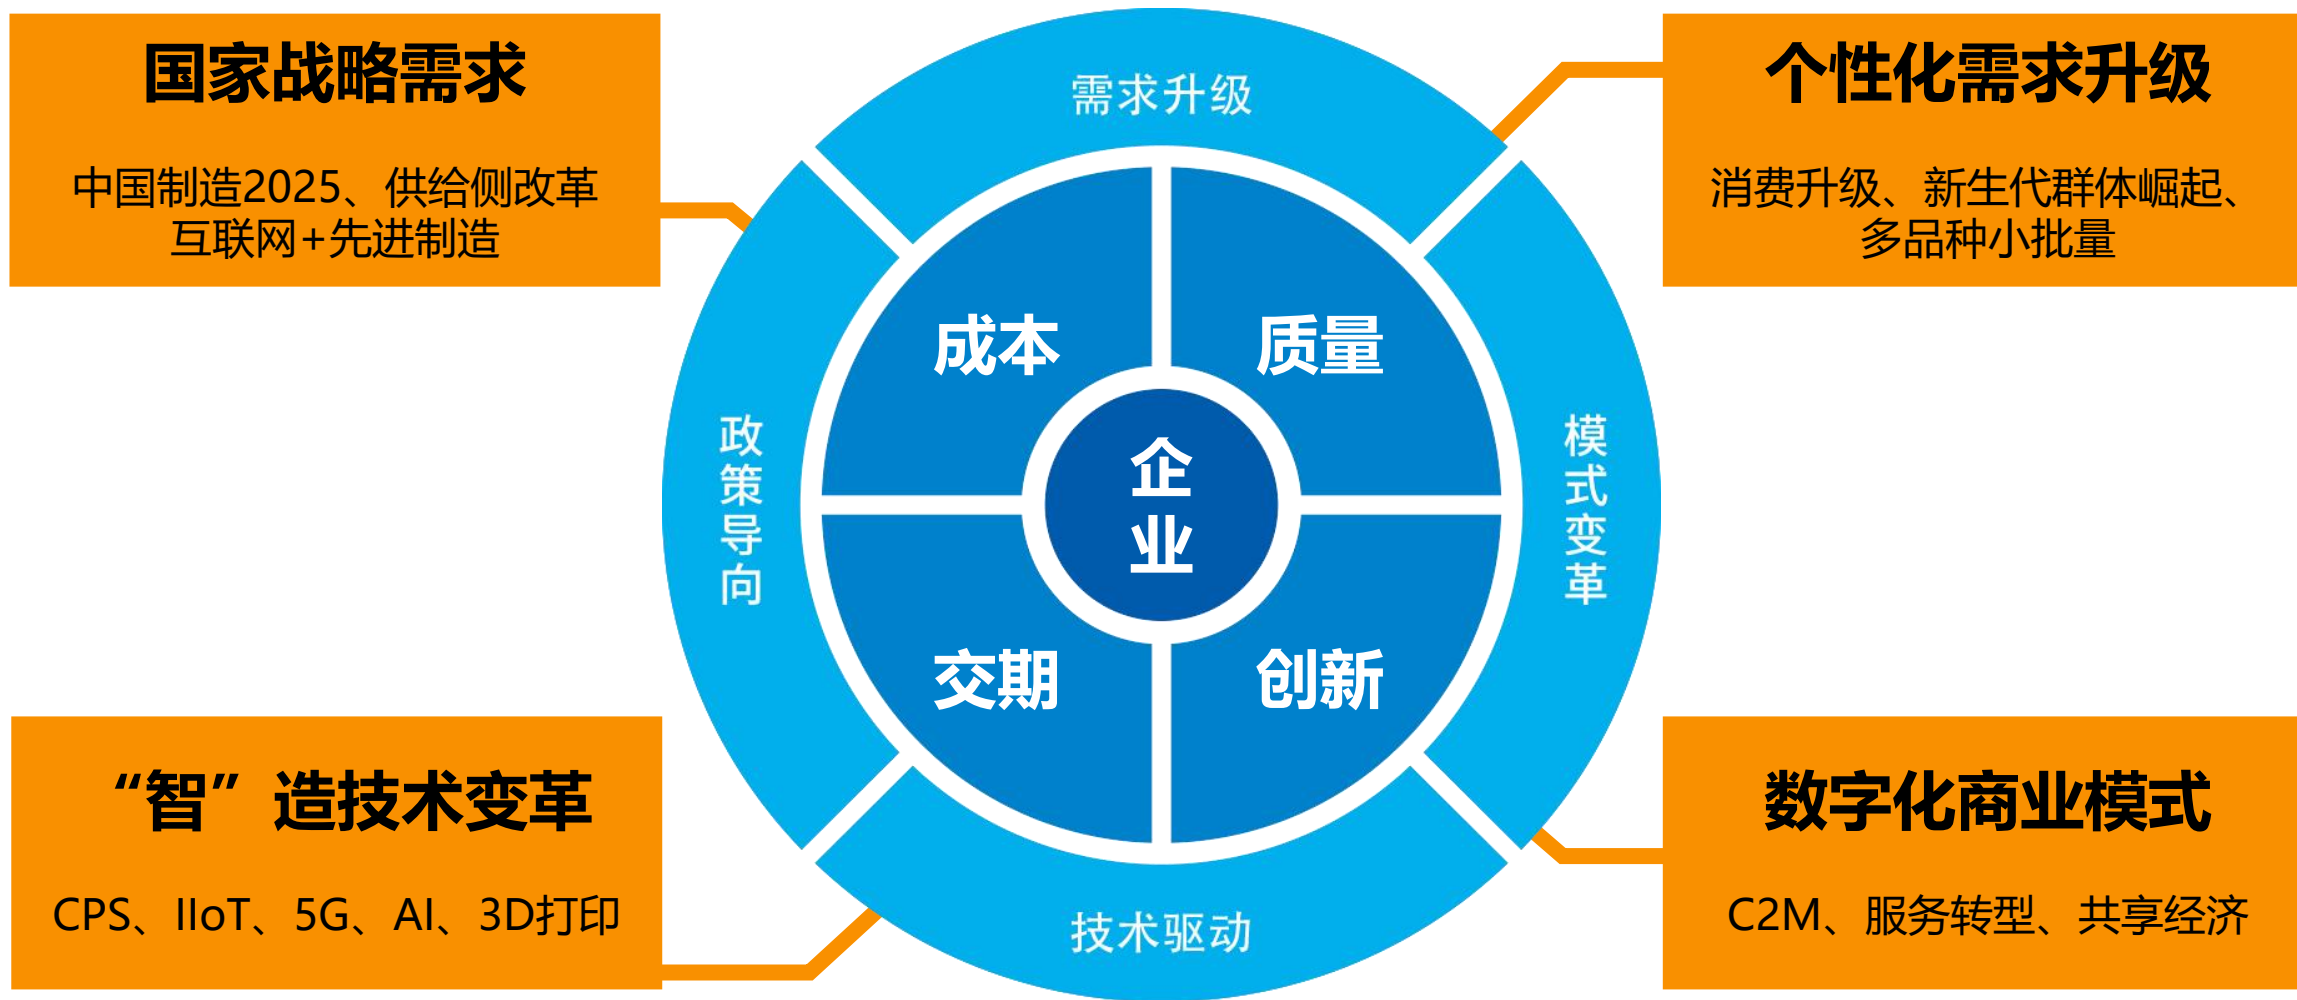 国家战略需求
中国制造2025、供给侧改革
互联网+先进制造
个性化需求升级
消费升级、新生代群体崛起、
多品种小批量
需求升级
政策导向
模式变革
技术驱动
成本
质量
企业
交期
创新
“智”造技术变革
CPS、IIoT、5G、AI、3D打印
数字化商业模式
C2M、服务转型、共享经济